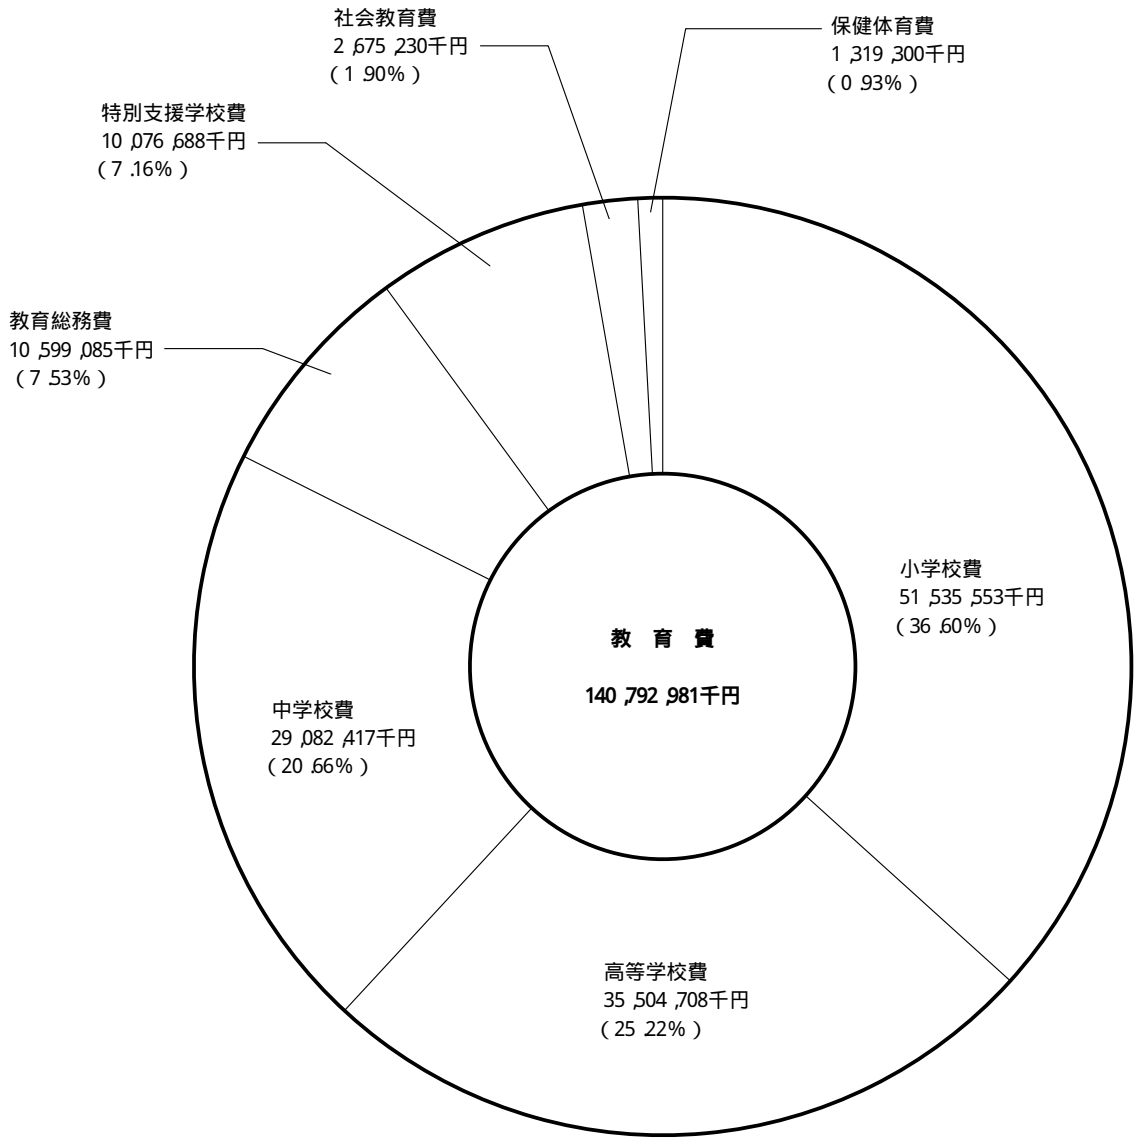 社会教育費
2,675,230千円
(1.90%)
保健体育費
1,319,300千円
(0.93%)
特別支援学校費
10,076,688千円
(7.16%)
教育総務費
10,599,085千円
(7.53%)
小学校費
51,535,553千円
(36.60%)
教 育 費
140,792,981千円
中学校費
29,082,417千円
(20.66%)
高等学校費
35,504,708千円
(25.22%)